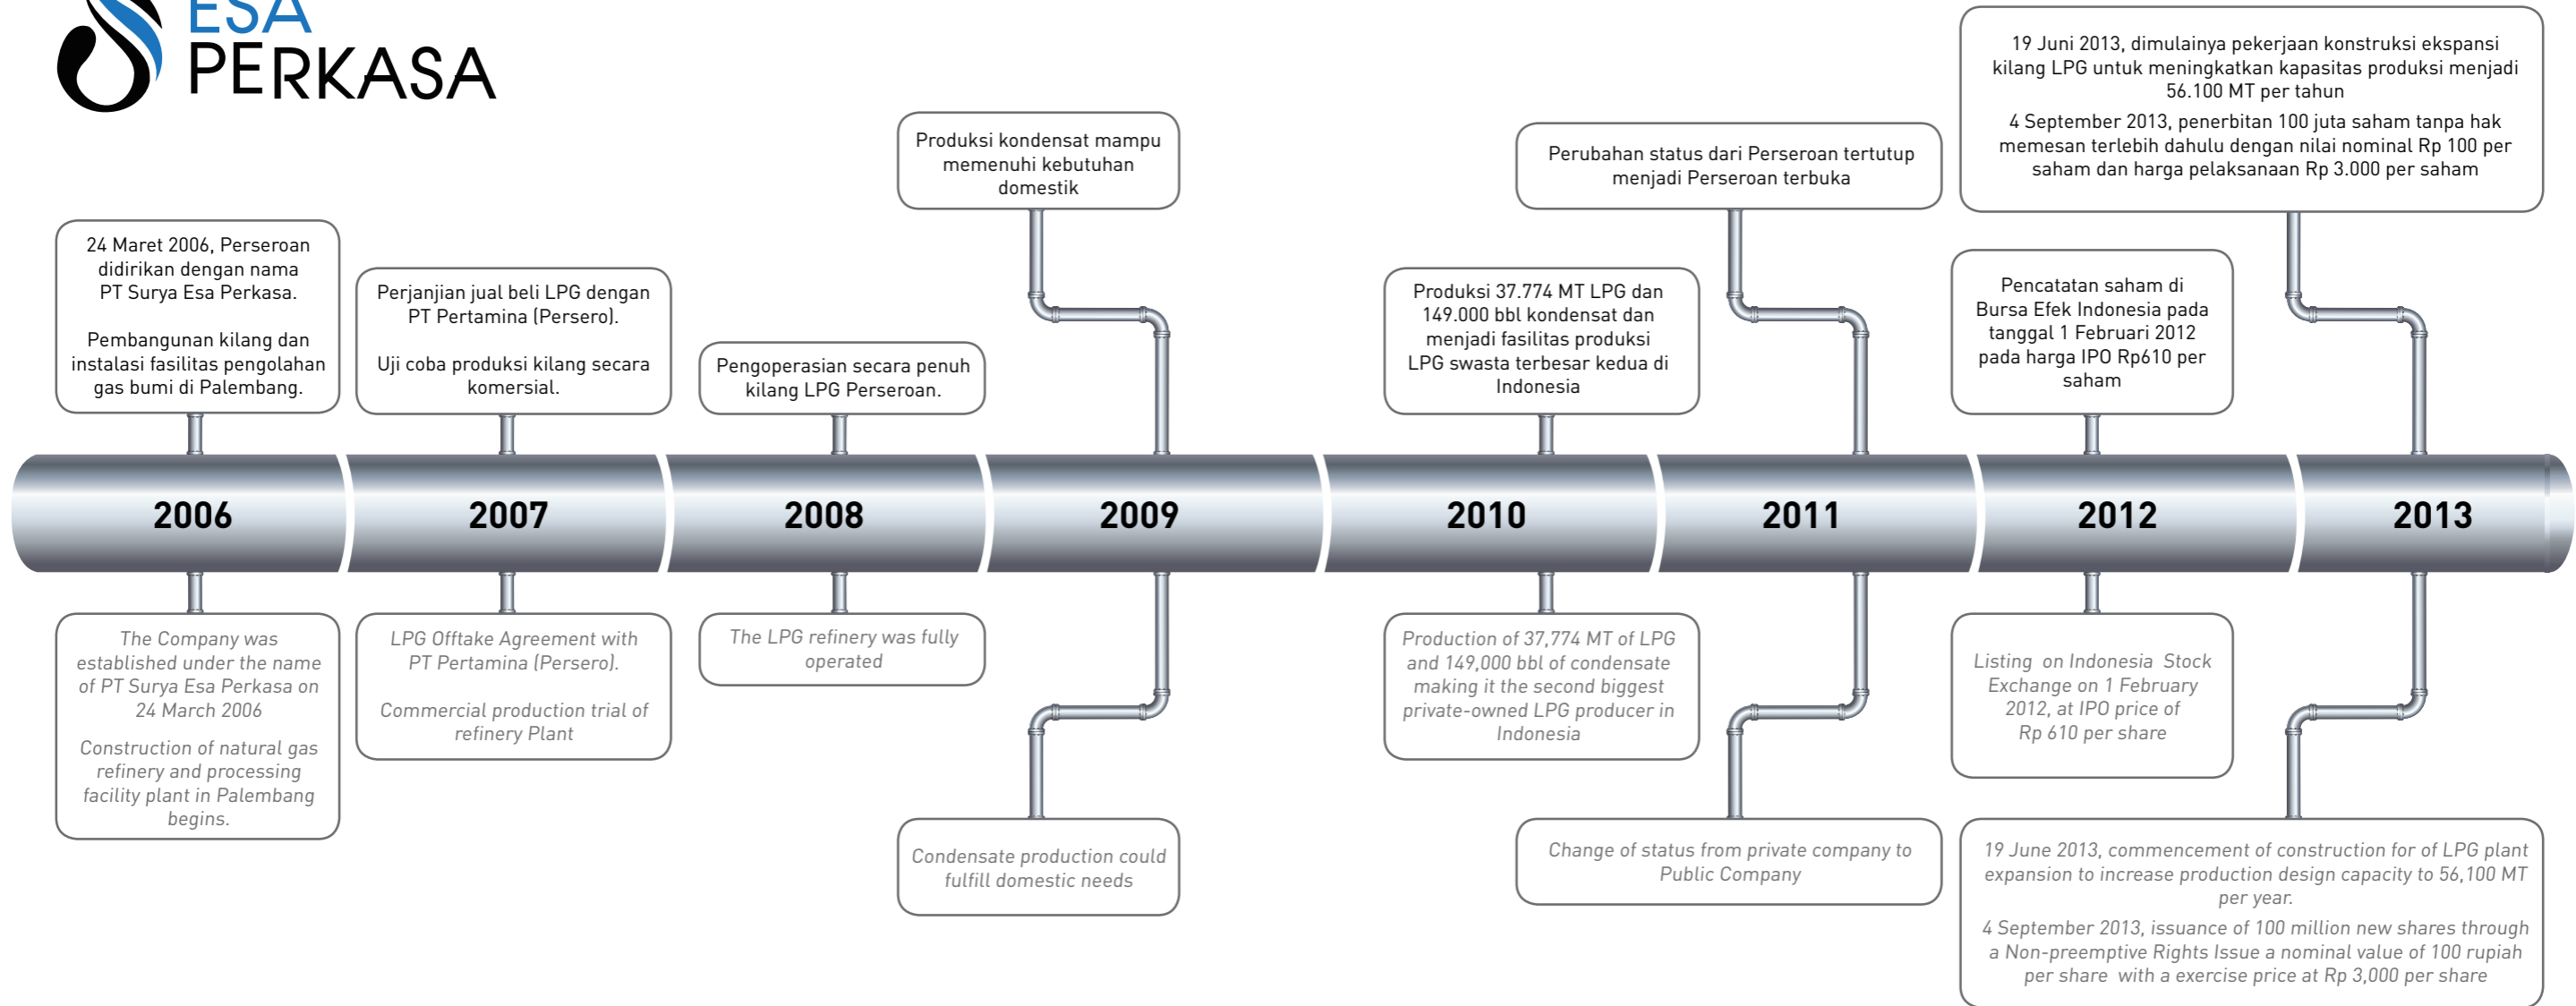 ESA
PERKASA
24 Maret 2006, Perseroan
didirikan dengan nama
PT Surya Esa Perkasa.
Pembangunan kilang dan
instalasi fasilitas pengolahan
gas bumi di Palembang.
Perjanjian jual beli LPG dengan
PT Pertamina (Persero).
Uji coba produksi kilang secara
komersial.
Pengoperasian secara penuh
kilang LPG Perseroan.
Produksi kondensat mampu
memenuhi kebutuhan
domestik
Produksi 37.774 MT LPG dan
149.000 bbl kondensat dan
menjadi fasilitas produksi
LPG swasta terbesar kedua di
Indonesia
Perubahan status dari Perseroan tertutup
menjadi Perseroan terbuka
Pencatatan saham di
Bursa Efek Indonesia pada
tanggal 1 Februari 2012
pada harga IPO Rp610 per
saham
19 Juni 2013, dimulainya pekerjaan konstruksi ekspansi
kilang LPG untuk meningkatkan kapasitas produksi menjadi
56.100 MT per tahun
4 September 2013, penerbitan 100 juta saham tanpa hak
memesan terlebih dahulu dengan nilai nominal Rp 100 per
saham dan harga pelaksanaan Rp 3.000 per saham
2006
2007
2008
2009
2010
2011
2012
2013
The Company was
established under the name
of PT Surya Esa Perkasa on
24 March 2006
Construction of natural gas
refinery and processing
facility plant in Palembang
begins.
LPG Offtake Agreement with
PT Pertamina (Persero).
Commercial production trial of
refinery Plant
The LPG refinery was fully
operated
Condensate production could
fulfill domestic needs
Production of 37,774 MT of LPG
and 149,000 bbl of condensate
making it the second biggest
private-owned LPG producer in
Indonesia
Change of status from private company to
Public Company
Listing on Indonesia Stock
Exchange on 1 February
2012, at IPO price of
Rp 610 per share
19 June 2013, commencement of construction for of LPG plant
expansion to increase production design capacity to 56,100 MT
per year.
4 September 2013, issuance of 100 million new shares through
a Non-preemptive Rights Issue a nominal value of 100 rupiah
per share with a exercise price at Rp 3,000 per share